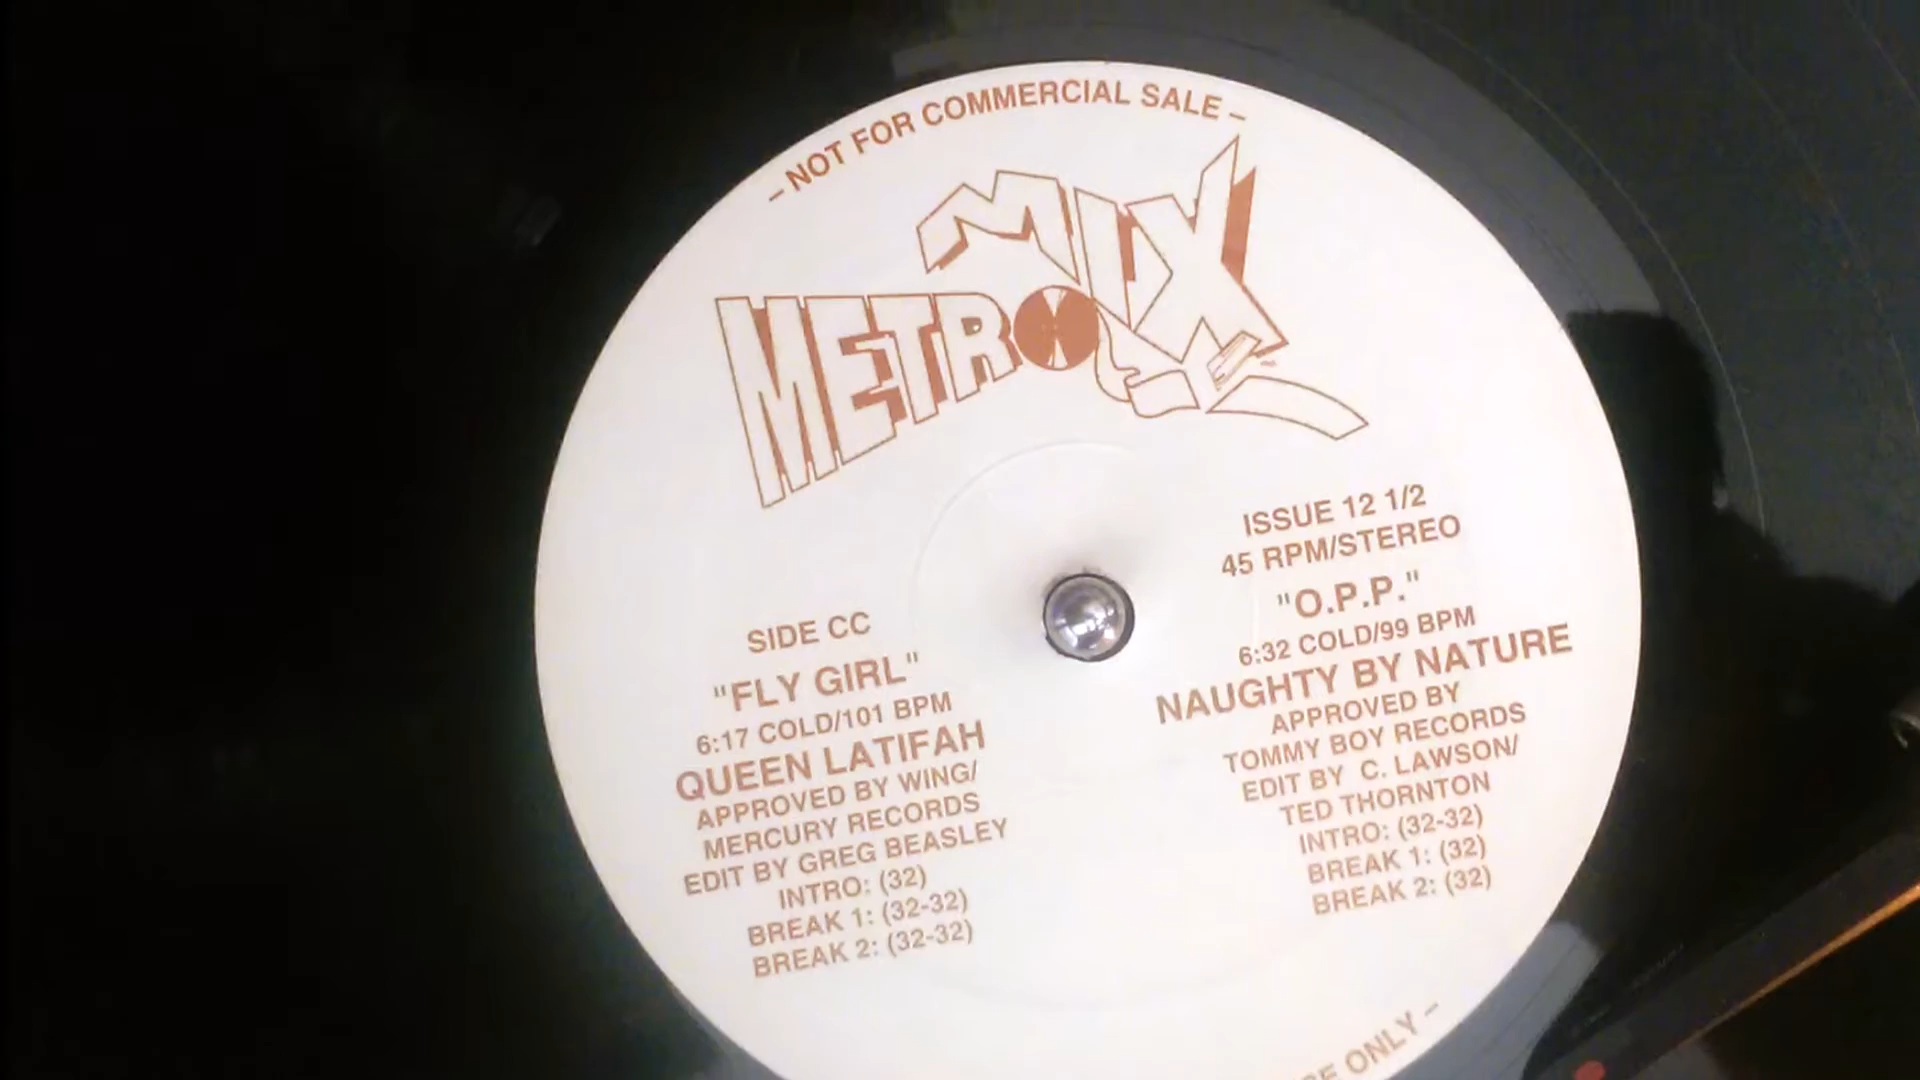 – NOT FOR COMMERCIAL SALE –
METRO MIX
ISSUE 12 1/2
45 RPM/STEREO
"O.P.P."
6:32 COLD/99 BPM
NAUGHTY BY NATURE
APPROVED BY
TOMMY BOY RECORDS
EDIT BY C. LAWSON/
TED THORNTON
INTRO: (32-32)
BREAK 1: (32)
BREAK 2: (32)
SIDE CC
"FLY GIRL"
6:17 COLD/101 BPM
QUEEN LATIFAH
APPROVED BY WING/
MERCURY RECORDS
EDIT BY GREG BEASLEY
INTRO: (32)
BREAK 1: (32-32)
BREAK 2: (32-32)
ONLY –